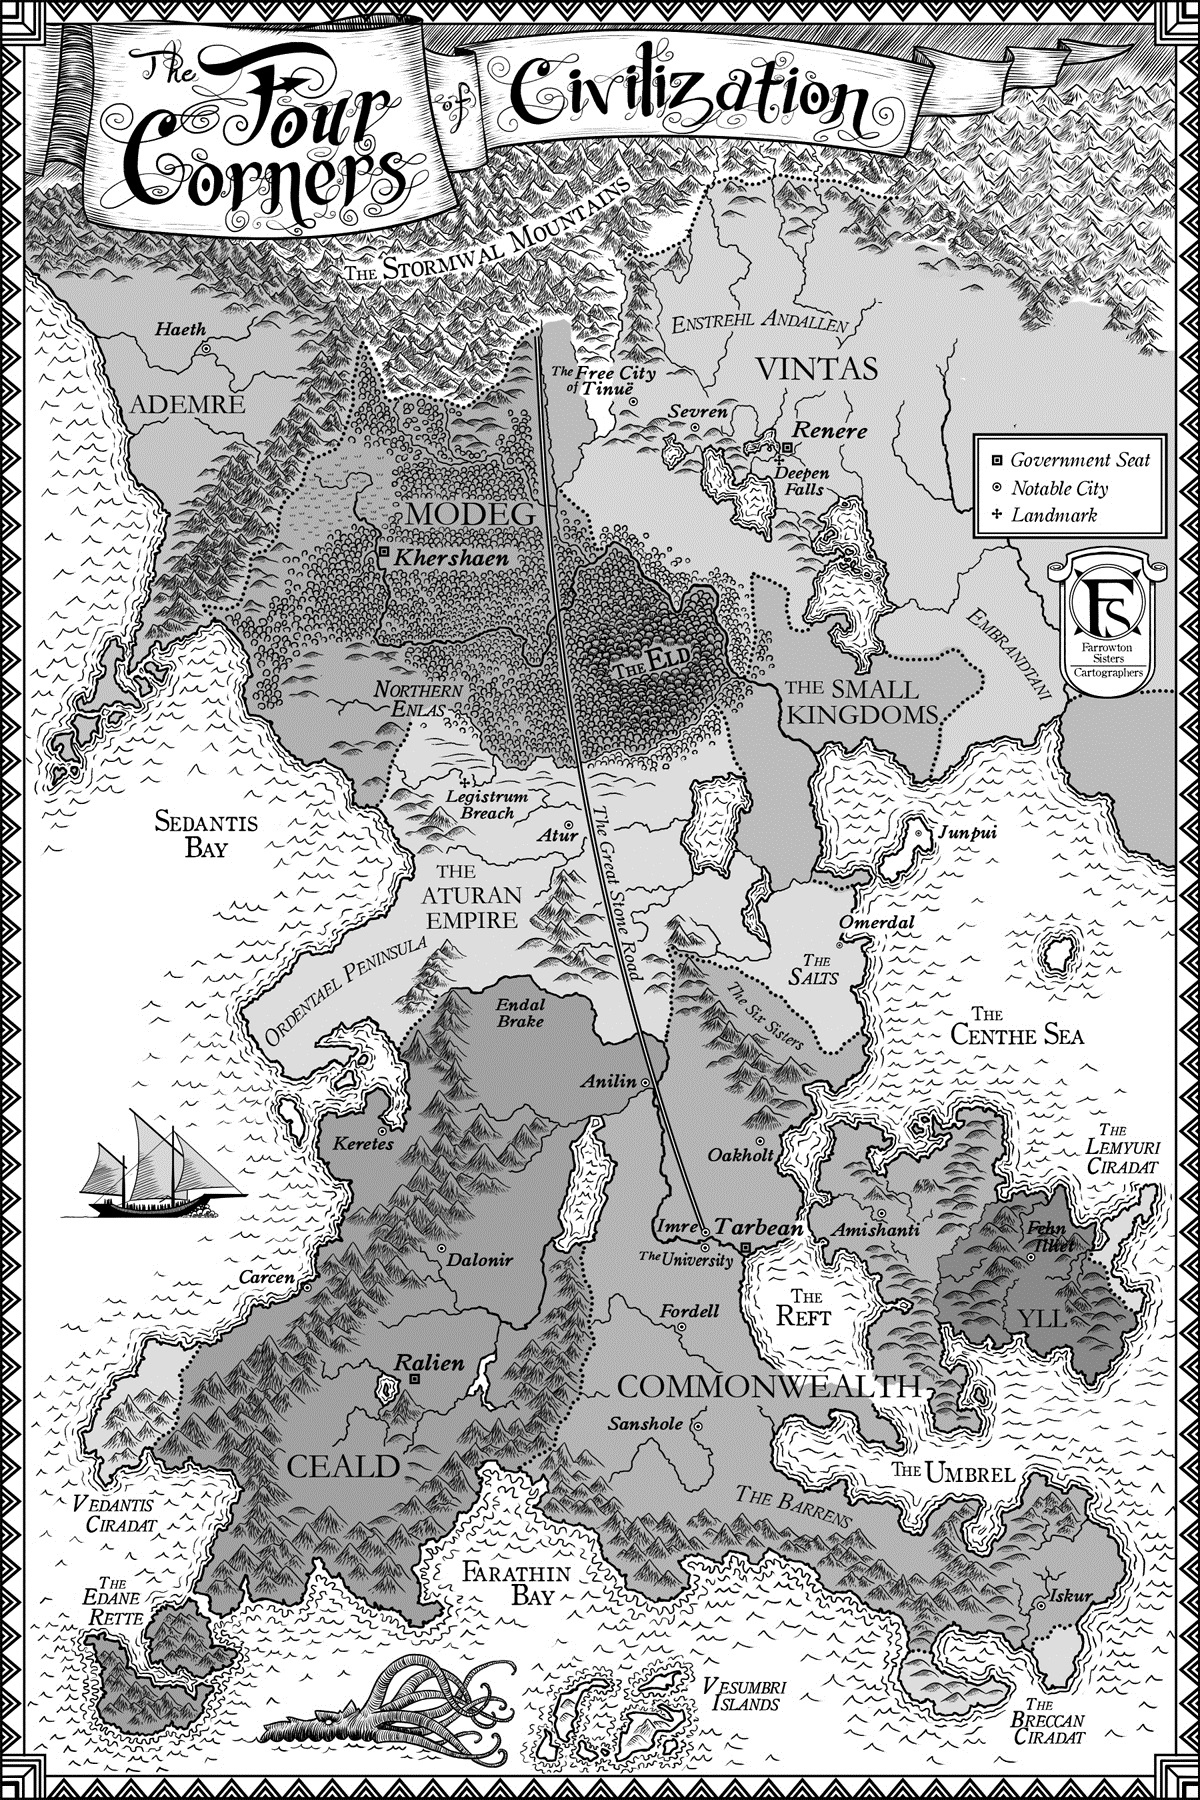 The Four
Corners
of
Civilization
The Stormwal Mountains
Haeth
ADEMRE
Enstrehl Andallen
VINTAS
The Free City
of Tinuë
Sevren
Renere
Deepen
Falls
Government Seat
Notable City
Landmark
MODEG
Khershaen
The Eld
FS
Farrowton
Sisters
Cartographers
Embrandiani
THE SMALL
KINGDOMS
Northern
Enlas
Sedantis
Bay
Legistrum
Breach
Atur
The Great Stone Road
Junpui
THE
ATURAN
EMPIRE
Omerdal
The
Salts
Ordentael Peninsula
The Six Sisters
Endal
Brake
The
Centhe Sea
Anilin
Keretes
Oakholt
The
Lemyuri
Ciradat
Imre
Tarbean
Amishanti
Fehn
Ilket
The University
Dalonir
Carcen
The
Reft
YLL
Fordell
Ralien
COMMONWEALTH
Sanshole
CEALD
The Umbrel
Vedantis
Ciradat
The Barrens
Farathin
Bay
The
Edane
Rette
Iskur
Vesumbri
Islands
The
Breccan
Ciradat